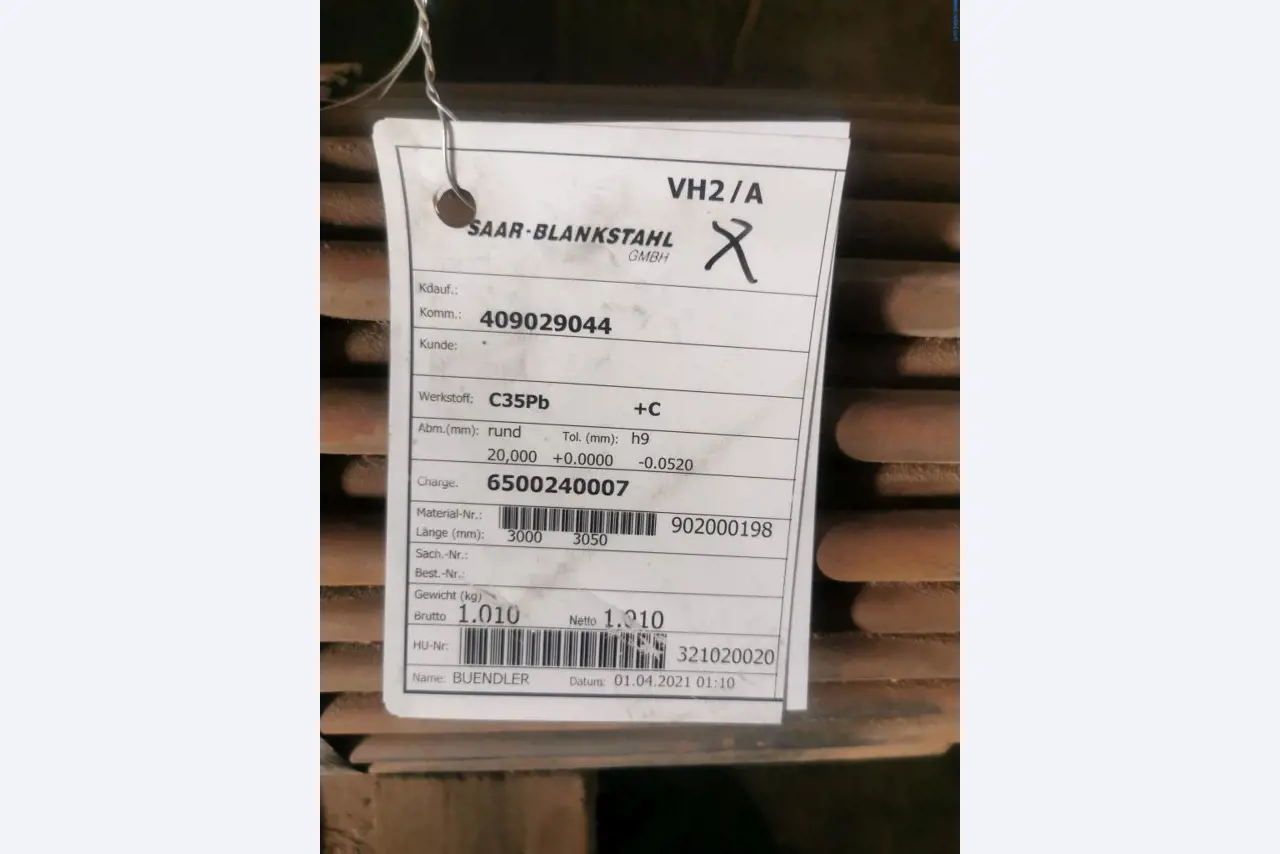 VH2/A
SAAR-BLANKSTAHL
GMBH
X
Kdauf.:
Komm.: 409029044
Kunde:
Werkstoff: C35Pb +C
Abm.(mm): rund Tol. (mm): h9
20,000 +0.0000 -0.0520
Charge. 6500240007
Material-Nr.: 902000198
Länge (mm): 3000 3050
Sach.-Nr.:
Best.-Nr.:
Gewicht (kg)
Brutto 1.010 Netto 1.010
HU-Nr: 321020020
Name: BUENDLER Datum: 01.04.2021 01:10